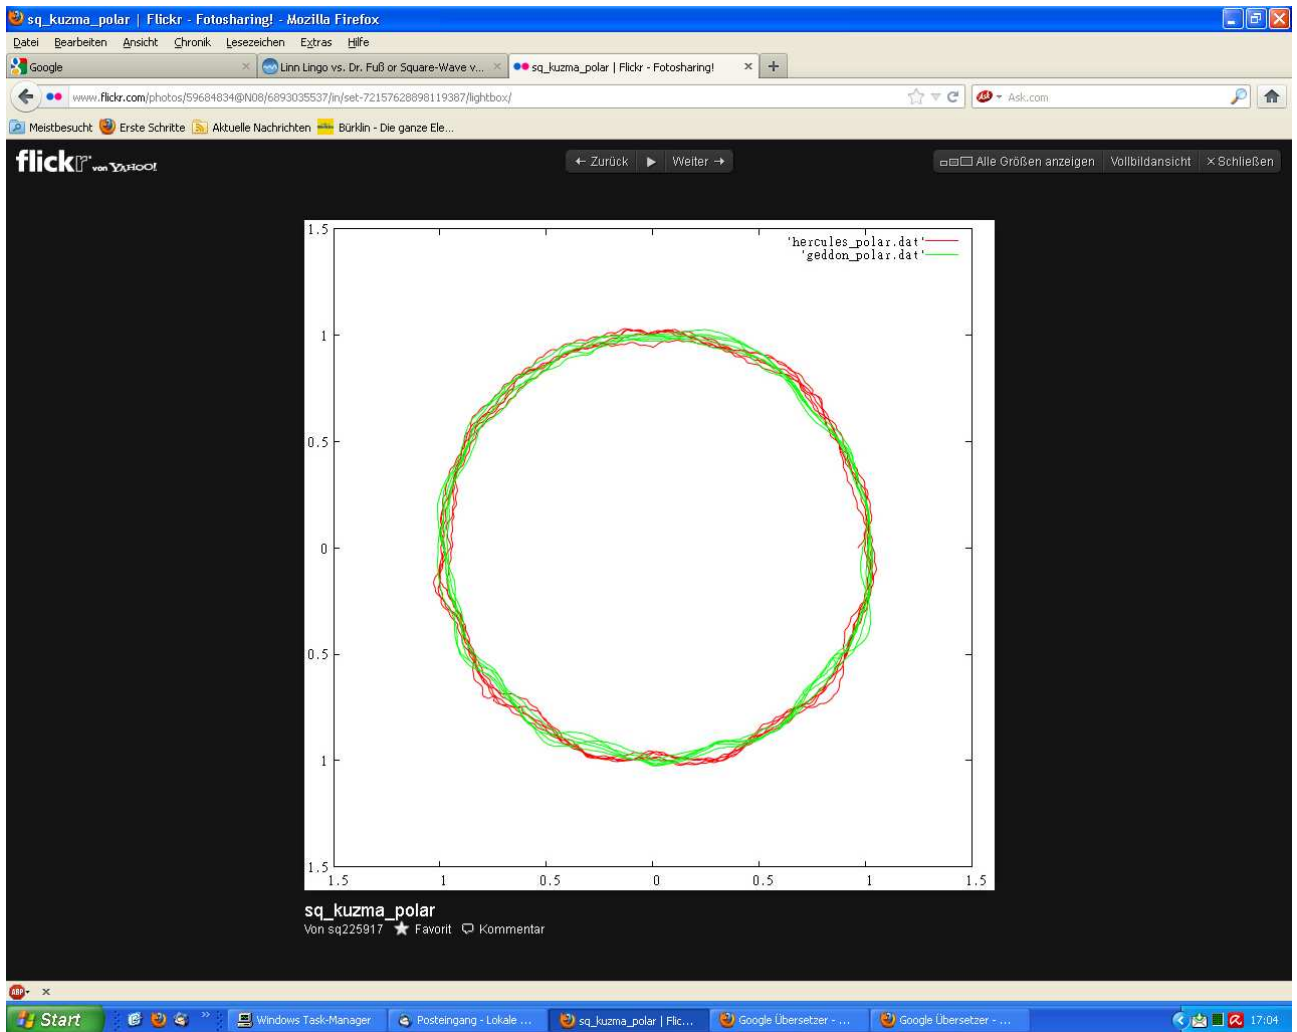 sq_kuzma_polar | Flickr - Fotosharing! - Mozilla Firefox
Datei Bearbeiten Ansicht Chronik Lesezeichen Extras Hilfe
Google × Linn Lingo vs. Dr. Fuß or Square-Wave v... × sq_kuzma_polar | Flickr - Fotosharing! × +
www.flickr.com/photos/59684834@N08/6893035537/in/set-72157628898119387/lightbox/ Ask.com
Meistbesucht Erste Schritte Aktuelle Nachrichten Bürklin - Die ganze Ele...
flickr von YAHOO! ← Zurück Weiter → Alle Größen anzeigen Vollbildansicht × Schließen
1.5
'hercules_polar.dat'
'geddon_polar.dat'
1
0.5
0
0.5
1
1.5
1.5 1 0.5 0 0.5 1 1.5
sq_kuzma_polar
Von sq225917 Favorit Kommentar
ABP ×
Start » Windows Task-Manager Posteingang - Lokale ... sq_kuzma_polar | Flic... Google Übersetzer - ... Google Übersetzer - ... 17:04